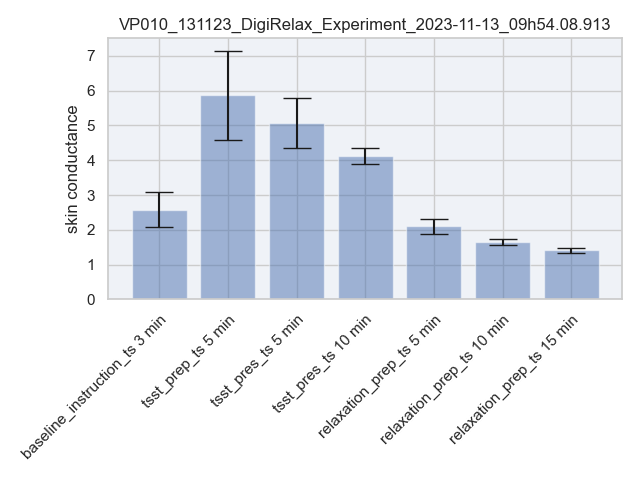 VP010_131123_DigiRelax_Experiment_2023-11-13_09h54.08.913
skin conductance
7
6
5
4
3
2
1
0
baseline_instruction_ts 3 min
tsst_prep_ts 5 min
tsst_pres_ts 5 min
tsst_pres_ts 10 min
relaxation_prep_ts 5 min
relaxation_prep_ts 10 min
relaxation_prep_ts 15 min